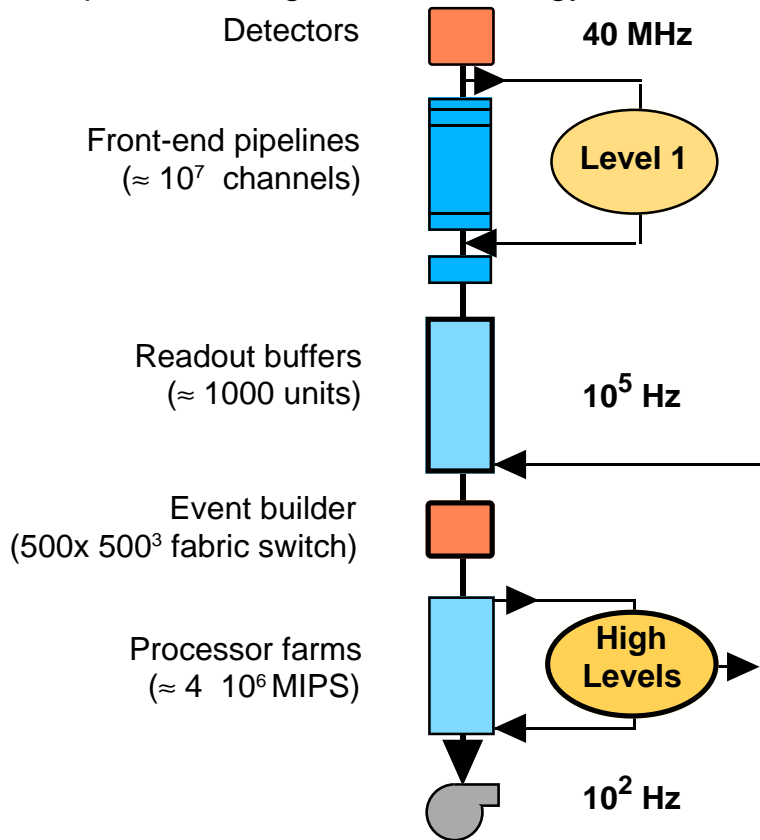 Detectors
40 MHz
Front-end pipelines
(≈ 10⁷ channels)
Level 1
Readout buffers
(≈ 1000 units)
10⁵ Hz
Event builder
(500x 500³ fabric switch)
Processor farms
(≈ 4 10⁶ MIPS)
High
Levels
10² Hz